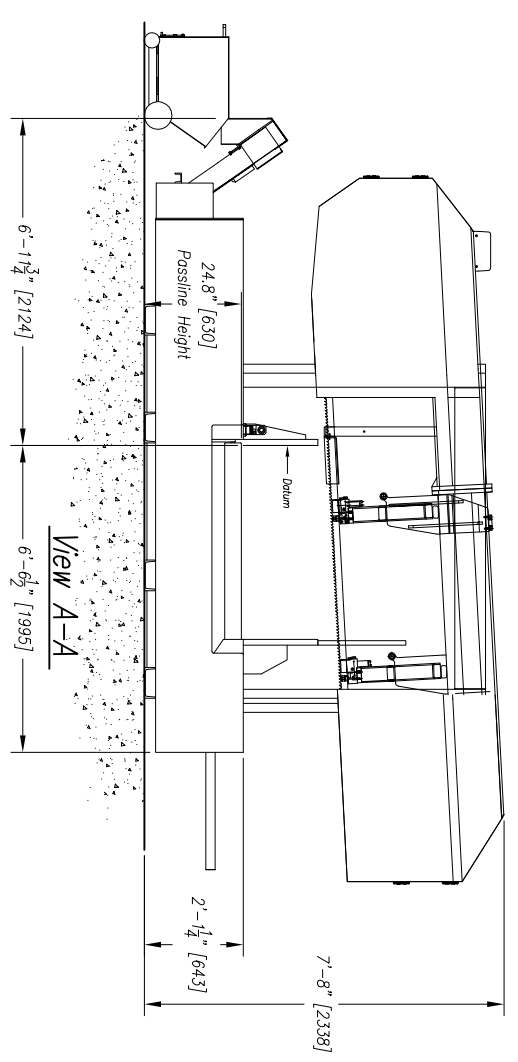 7'-8" [2338]
2'-1¼" [643]
24.8" [630]
Passline Height
Datum
6'-11¾" [2124]
6'-6½" [1995]
View A-A